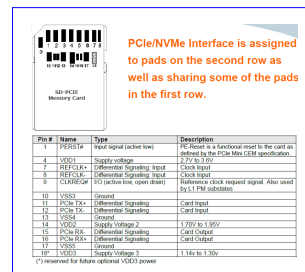 1 2 3 4 5 6 7 8
SD-PCIE
Memory Card
PCIe/NVMe Interface is assigned
to pads on the second row as
well as sharing some of the pads
in the first row.
Pin # Name Type Description
1 PERST# Input signal (active low) PE-Reset is a functional reset to the card as
defined by the PCIe Mini CEM specification.
4 VDD1 Supply voltage 2.7V to 3.6V
7 REFCLK+ Differential Signaling: Input Clock Input
8 REFCLK- Differential Signaling: Input Clock Input
9 CLKREQ# I/O (active low, open drain) Reference clock request signal. Also used
by L1 PM substates
10 VSS3 Ground
11 PCIe TX+ Differential Signaling Card Input
12 PCIe TX- Differential Signaling Card Input
13 VSS4 Ground
14 VDD2 Supply Voltage 2 1.70V to 1.95V
15 PCIe RX- Differential Signaling Card Output
16 PCIe RX+ Differential Signaling Card Output
17 VSS5 Ground
18* VDD3 Supply Voltage 3 1.14v to 1.30v
(*) reserved for future optional VDD3 power